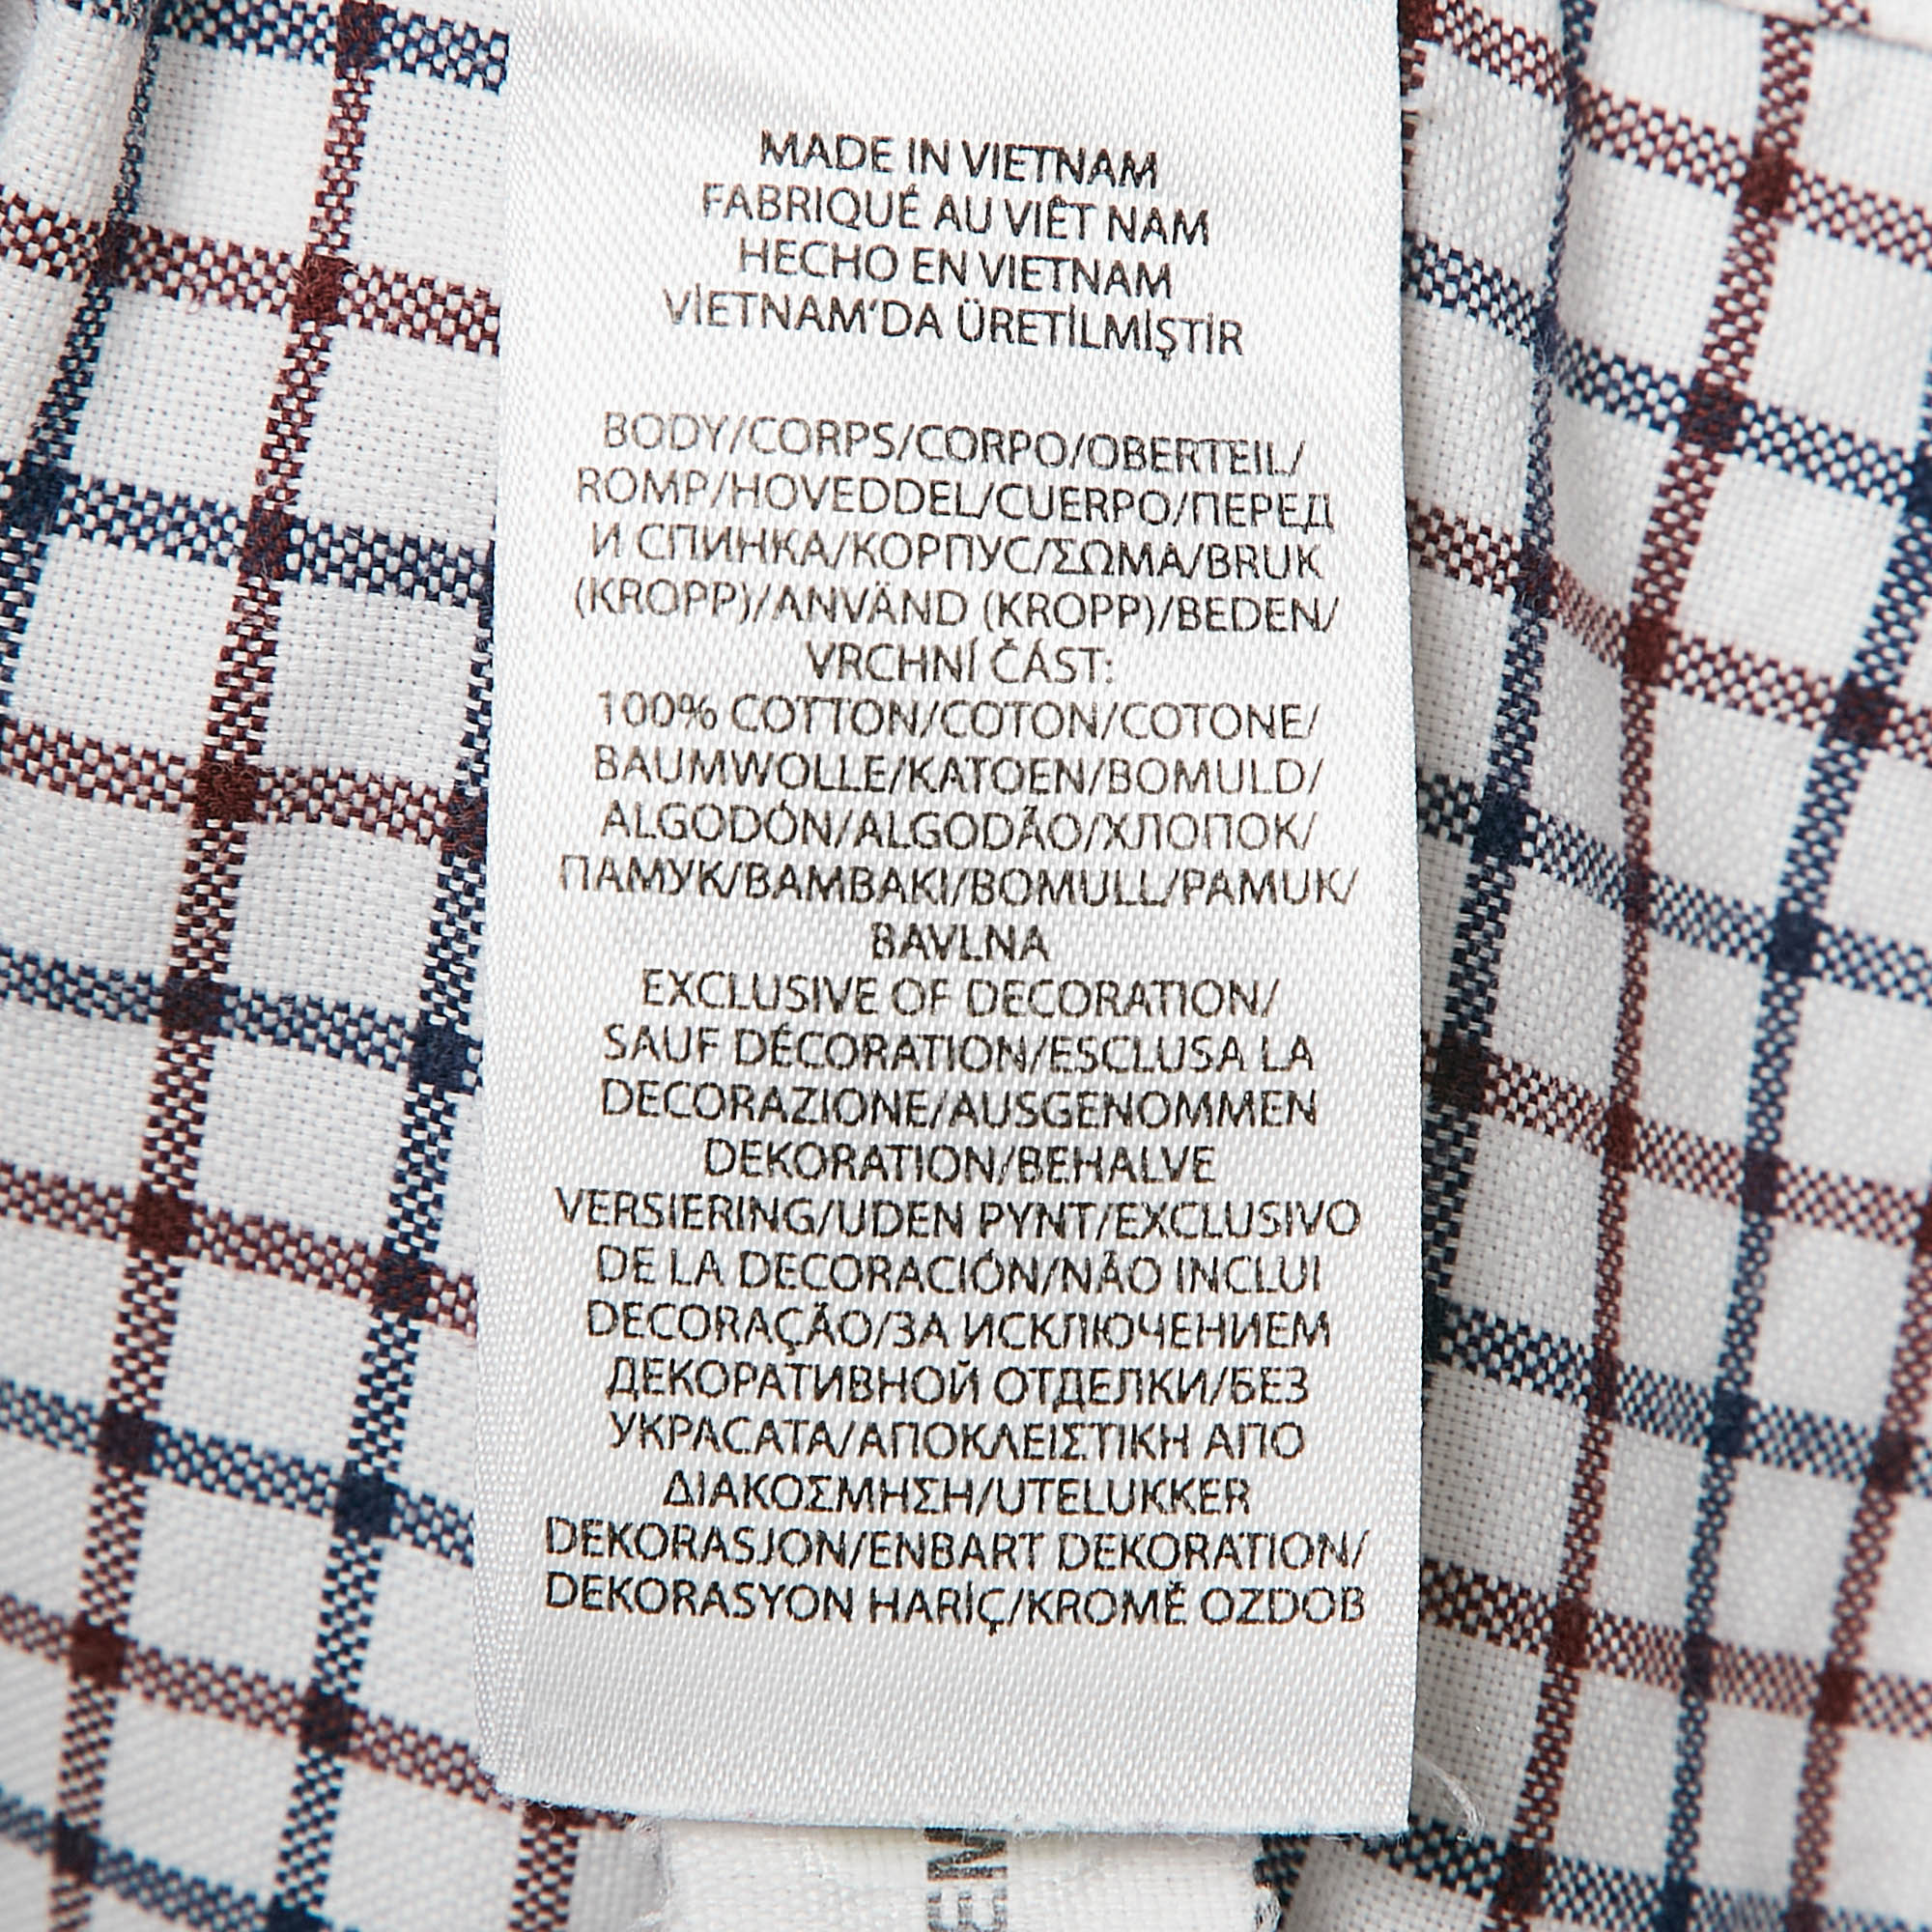 MADE IN VIETNAM
FABRIQUÉ AU VIÊT NAM
HECHO EN VIETNAM
VİETNAM'DA ÜRETİLMİŞTİR
BODY/CORPS/CORPO/OBERTEIL/
ROMP/HOVEDDEL/CUERPO/ПЕРЕД
И СПИНКА/КОРПУС/ΣΩΜΑ/BRUK
(KROPP)/ANVÄND (KROPP)/BEDEN/
VRCHNÍ ČÁST:
100% COTTON/COTON/COTONE/
BAUMWOLLE/KATOEN/BOMULD/
ALGODÓN/ALGODÃO/ХЛОПОК/
ПАМУК/ΒΑΜΒΑΚΙ/BOMULL/PAMUK/
BAVLNA
EXCLUSIVE OF DECORATION/
SAUF DÉCORATION/ESCLUSA LA
DECORAZIONE/AUSGENOMMEN
DEKORATION/BEHALVE
VERSIERING/UDEN PYNT/EXCLUSIVO
DE LA DECORACIÓN/NÃO INCLUI
DECORAÇÃO/ЗА ИСКЛЮЧЕНИЕМ
ДЕКОРАТИВНОЙ ОТДЕЛКИ/БЕЗ
УКРАСАТА/ΑΠΟΚΛΕΙΣΤΙΚΗ ΑΠΟ
ΔΙΑΚΟΣΜΗΣΗ/UTELUKKER
DEKORASJON/ENBART DEKORATION/
DEKORASYON HARİÇ/KROMĚ OZDOB